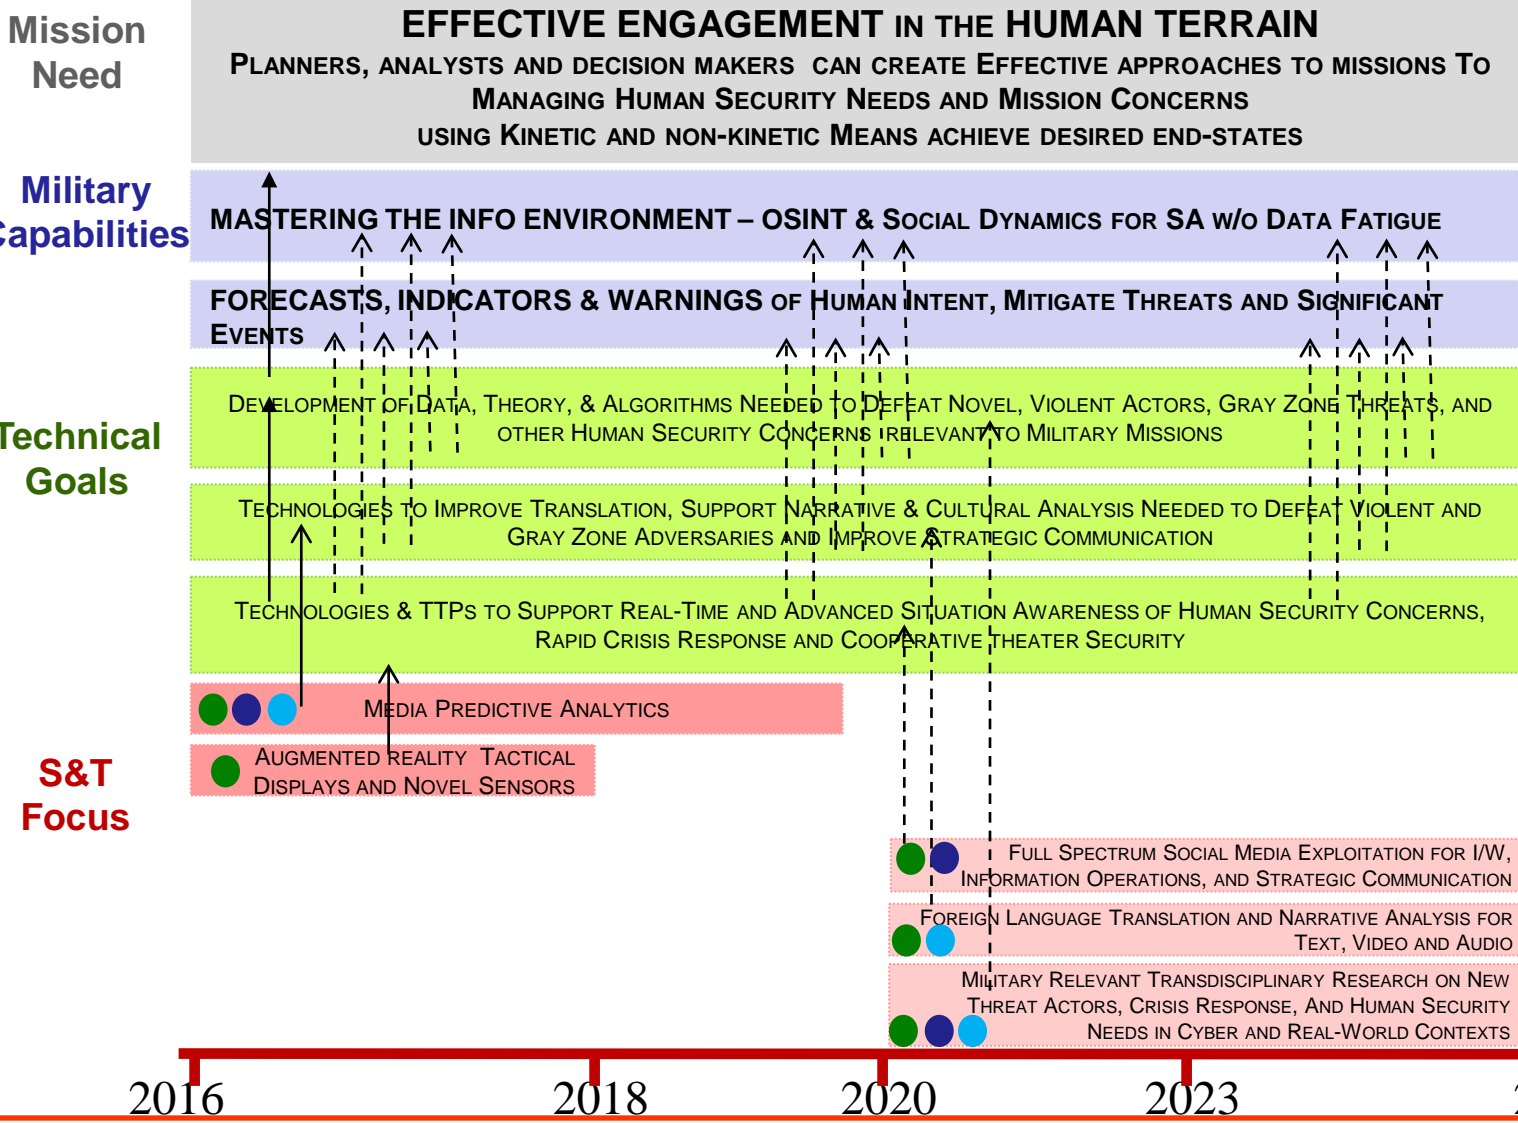 Mission
Need
EFFECTIVE ENGAGEMENT IN THE HUMAN TERRAIN
PLANNERS, ANALYSTS AND DECISION MAKERS CAN CREATE EFFECTIVE APPROACHES TO MISSIONS TO
MANAGING HUMAN SECURITY NEEDS AND MISSION CONCERNS
USING KINETIC AND NON-KINETIC MEANS ACHIEVE DESIRED END-STATES
Military
Capabilities
MASTERING THE INFO ENVIRONMENT – OSINT & SOCIAL DYNAMICS FOR SA W/O DATA FATIGUE
FORECASTS, INDICATORS & WARNINGS OF HUMAN INTENT, MITIGATE THREATS AND SIGNIFICANT
EVENTS
Technical
Goals
DEVELOPMENT OF DATA, THEORY, & ALGORITHMS NEEDED TO DEFEAT NOVEL, VIOLENT ACTORS, GRAY ZONE THREATS, AND
OTHER HUMAN SECURITY CONCERNS RELEVANT TO MILITARY MISSIONS
TECHNOLOGIES TO IMPROVE TRANSLATION, SUPPORT NARRATIVE & CULTURAL ANALYSIS NEEDED TO DEFEAT VIOLENT AND
GRAY ZONE ADVERSARIES AND IMPROVE STRATEGIC COMMUNICATION
TECHNOLOGIES & TTPS TO SUPPORT REAL-TIME AND ADVANCED SITUATION AWARENESS OF HUMAN SECURITY CONCERNS,
RAPID CRISIS RESPONSE AND COOPERATIVE THEATER SECURITY
S&T
Focus
MEDIA PREDICTIVE ANALYTICS
AUGMENTED REALITY TACTICAL
DISPLAYS AND NOVEL SENSORS
FULL SPECTRUM SOCIAL MEDIA EXPLOITATION FOR I/W,
INFORMATION OPERATIONS, AND STRATEGIC COMMUNICATION
FOREIGN LANGUAGE TRANSLATION AND NARRATIVE ANALYSIS FOR
TEXT, VIDEO AND AUDIO
MILITARY RELEVANT TRANSDISCIPLINARY RESEARCH ON NEW
THREAT ACTORS, CRISIS RESPONSE, AND HUMAN SECURITY
NEEDS IN CYBER AND REAL-WORLD CONTEXTS
2016 2018 2020 2023